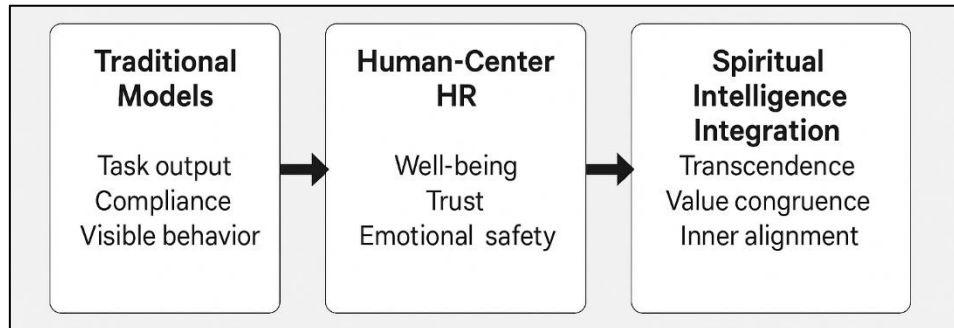 Traditional
Models
Task output
Compliance
Visible behavior
Human-Center
HR
Well-being
Trust
Emotional safety
Spiritual
Intelligence
Integration
Transcendence
Value congruence
Inner alignment